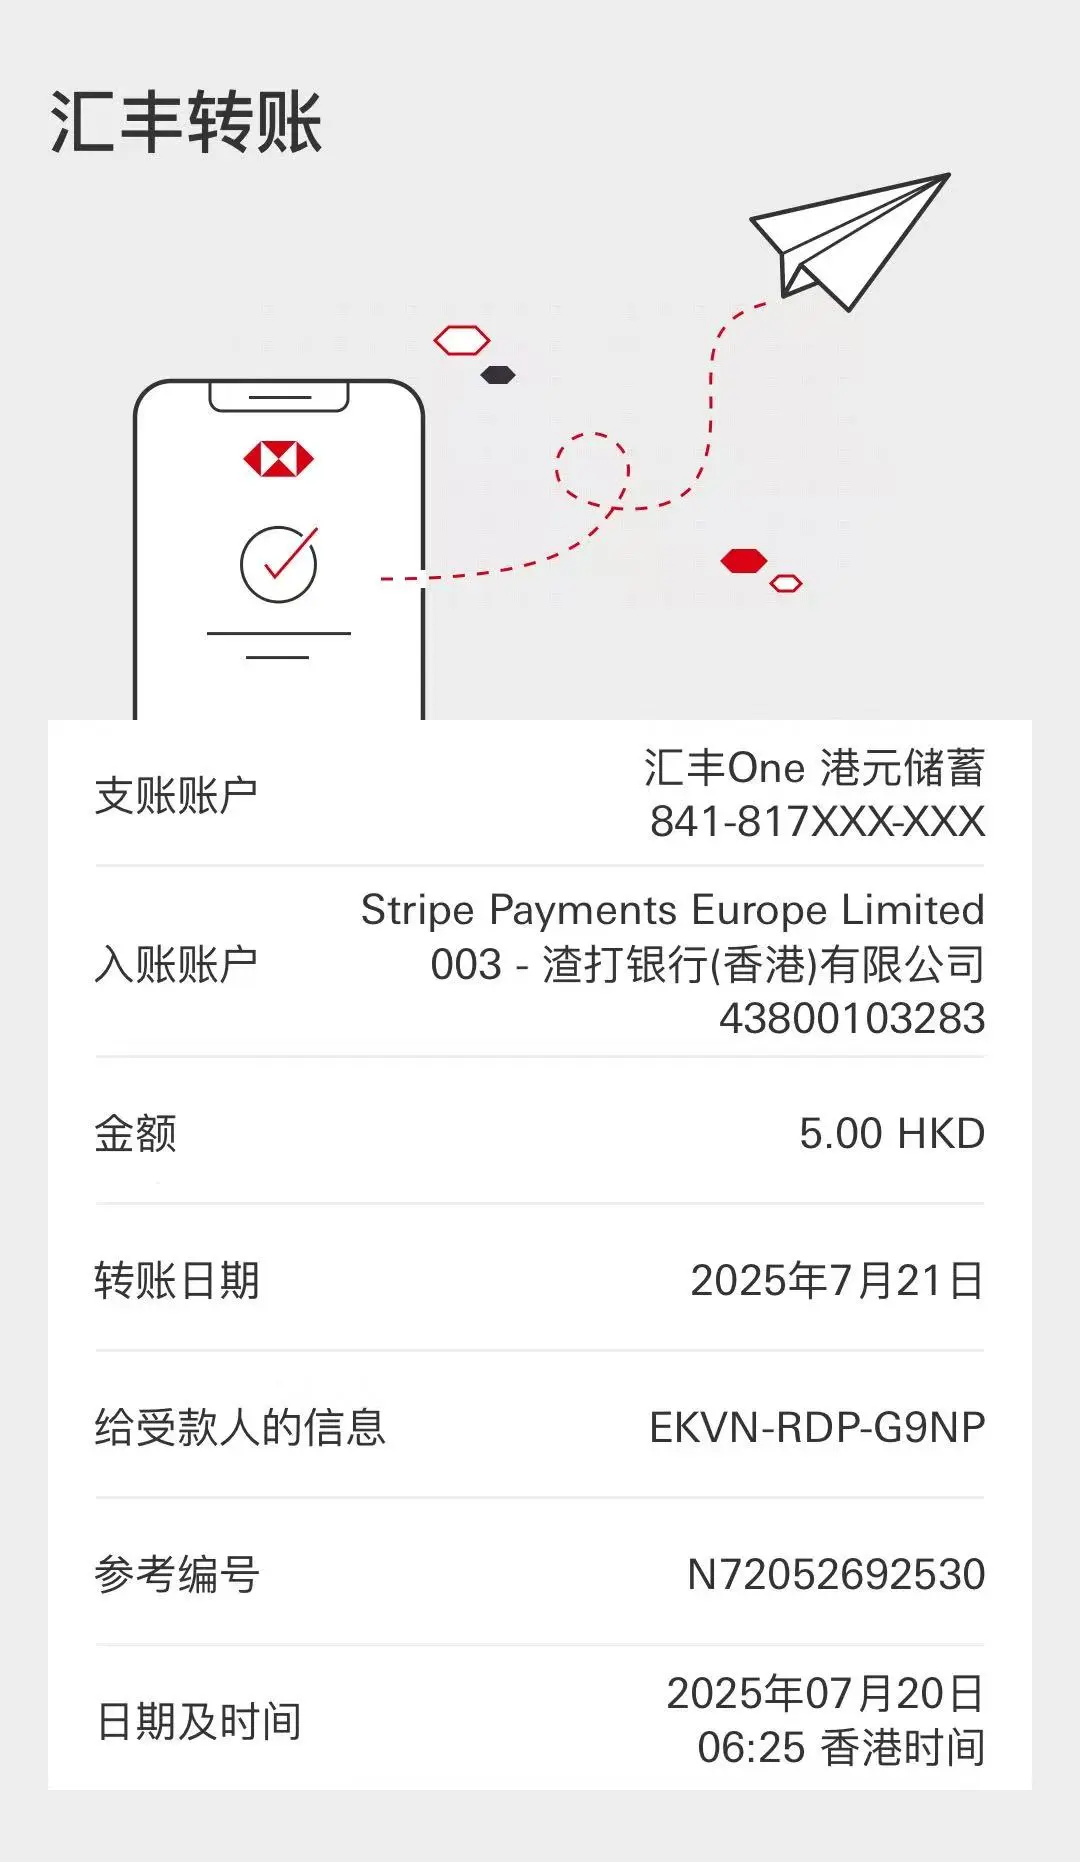 汇丰转账
支账账户
汇丰One 港元储蓄
841-817XXX-XXX
入账账户
Stripe Payments Europe Limited
003 - 渣打银行(香港)有限公司
43800103283
金额
5.00 HKD
转账日期
2025年7月21日
给受款人的信息
EKVN-RDP-G9NP
参考编号
N72052692530
日期及时间
2025年07月20日
06:25 香港时间